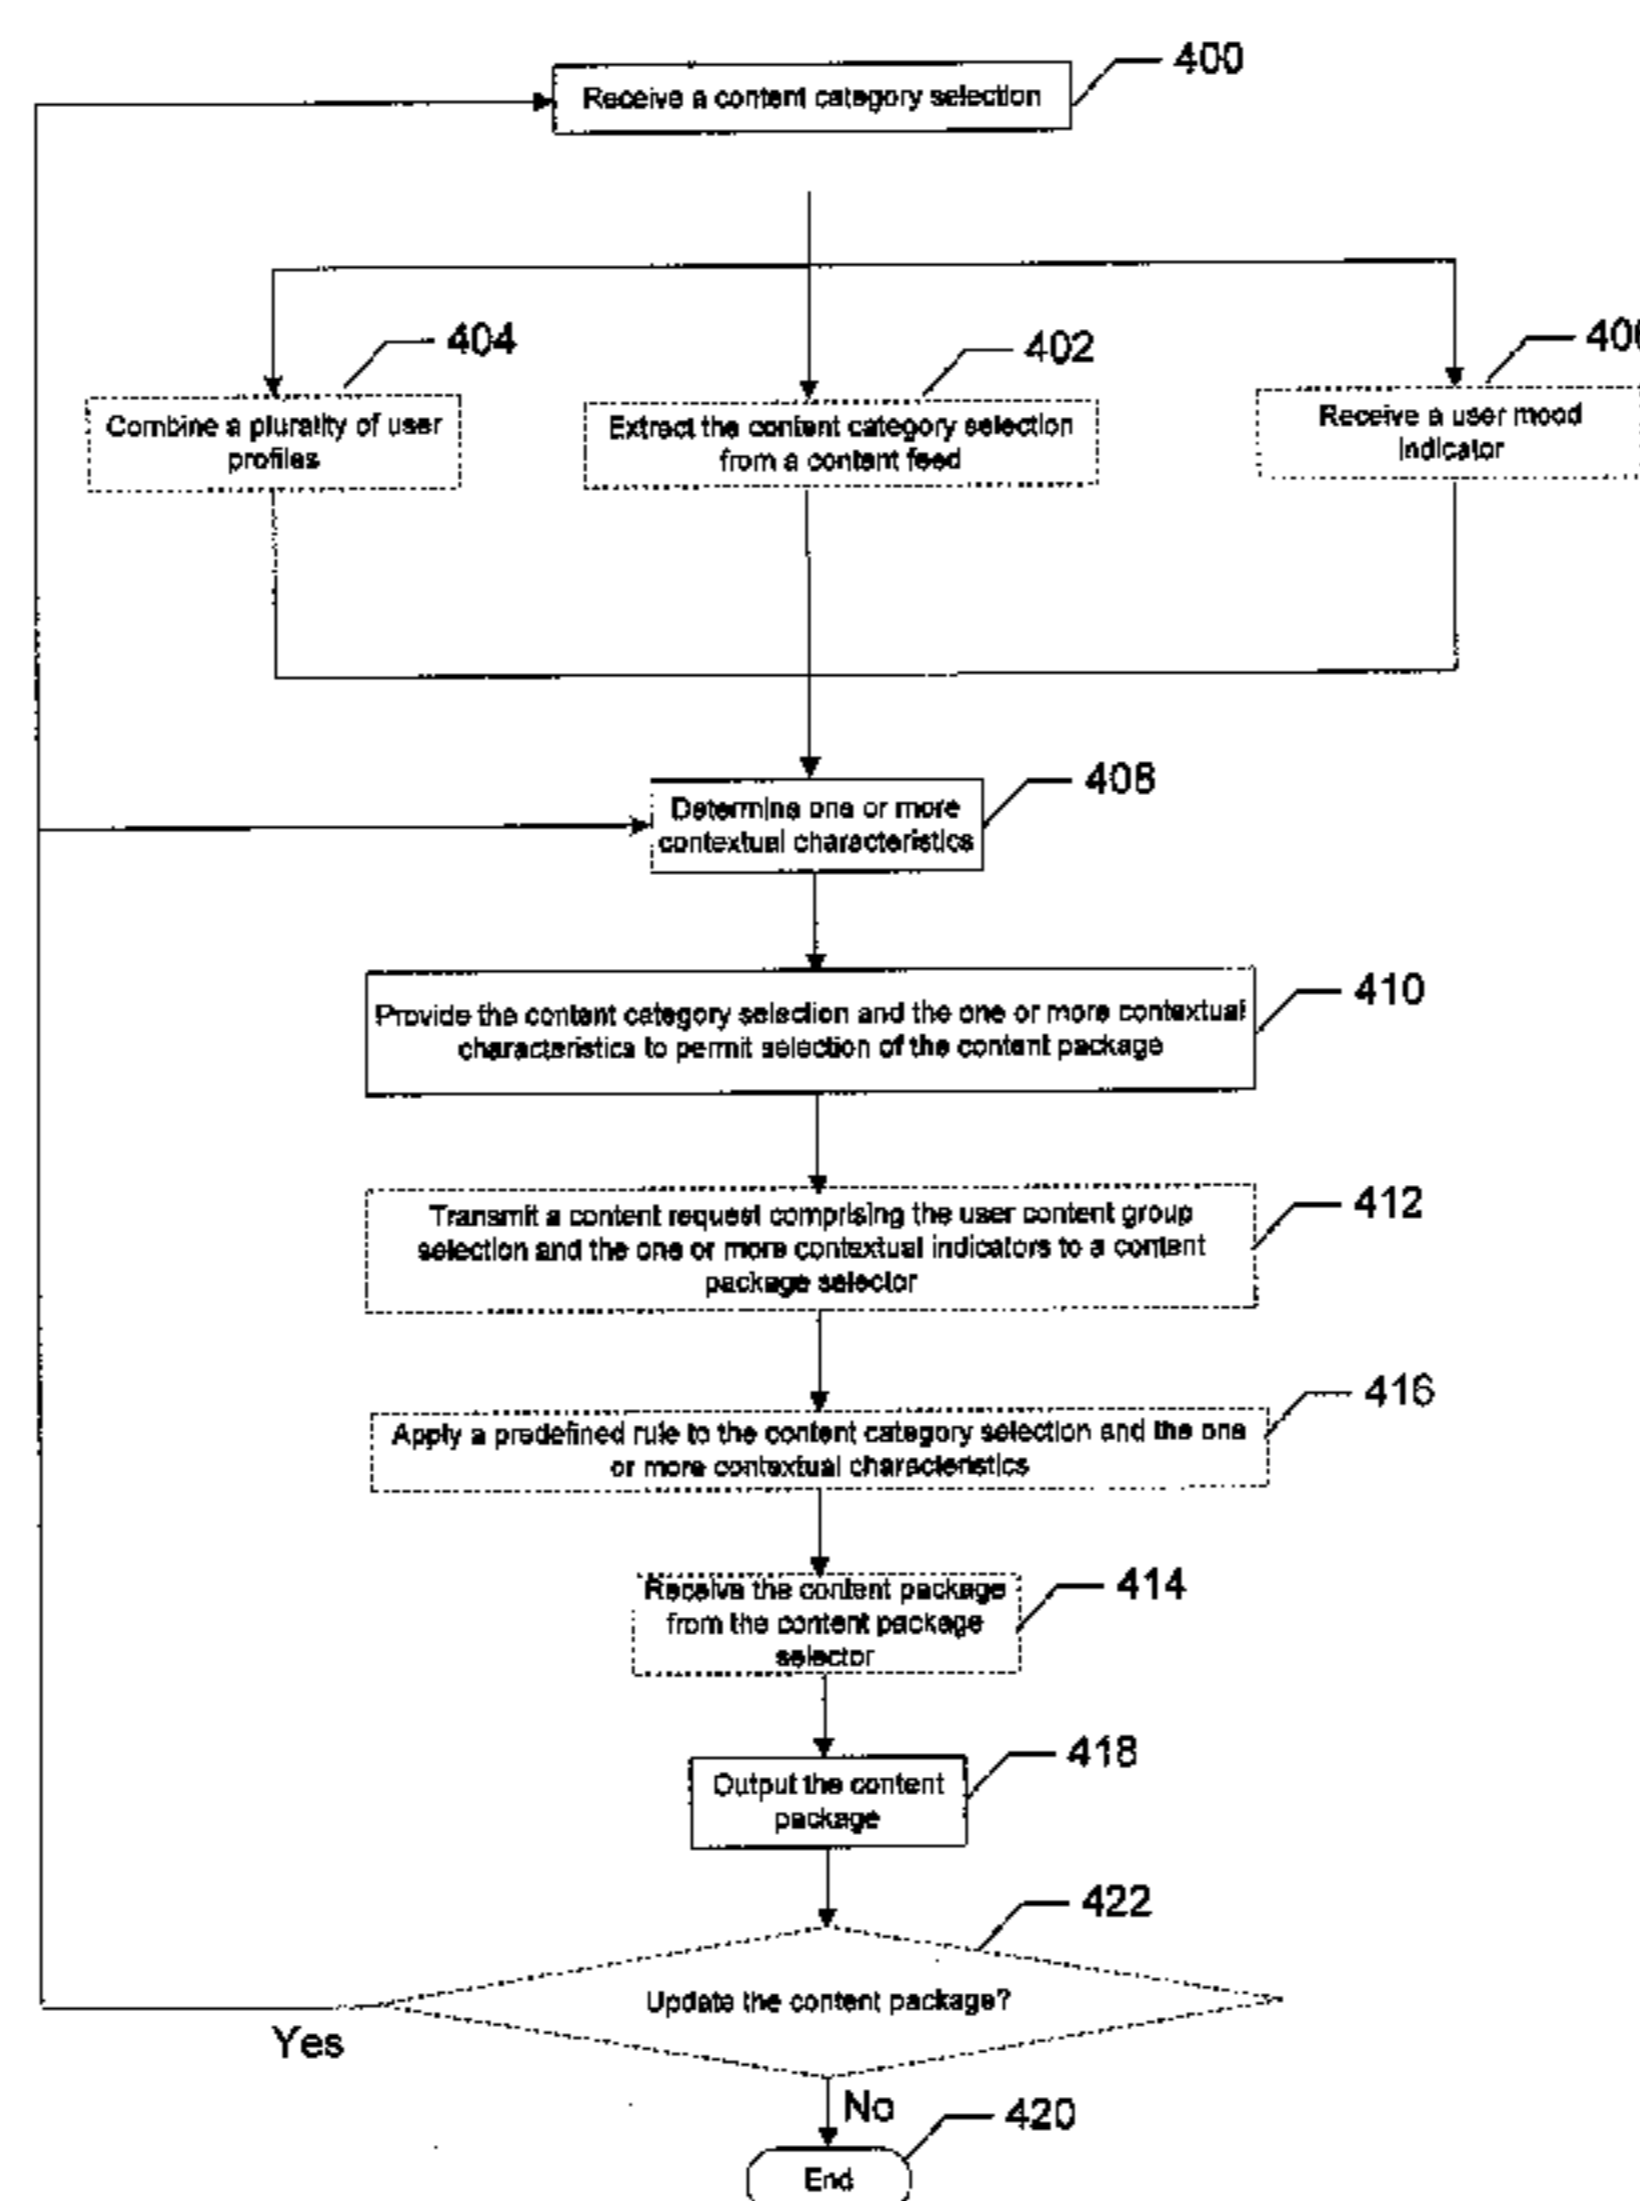 400
Receive a content category selection
404
402
Combine a plurality of user
profiles
Extract the content category selection
from a content feed
Receive a user mood
indicator
408
Determine one or more
contextual characteristics
410
Provide the content category selection and the one or more contextual
characteristics to permit selection of the content package
412
Transmit a content request comprising the user content group
selection and the one or more contextual indicators to a content
package selector
416
Apply a predefined rule to the content category selection and the one
or more contextual characteristics
414
Receive the content package
from the content package
selector
418
Output the content
package
422
Update the content package?
Yes
No
420
End